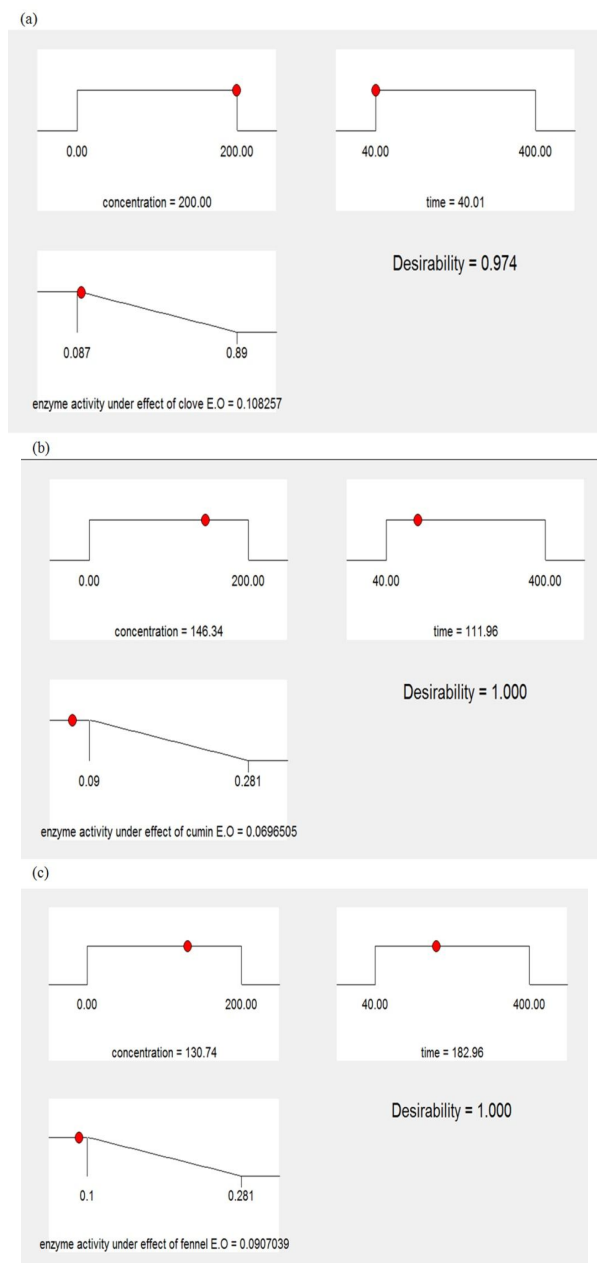 (a)
0.00 200.00
40.00 400.00
concentration = 200.00
time = 40.01
Desirability = 0.974
0.087 0.89
enzyme activity under effect of clove E.O = 0.108257
(b)
0.00 200.00
40.00 400.00
concentration = 146.34
time = 111.96
Desirability = 1.000
0.09 0.281
enzyme activity under effect of cumin E.O = 0.0696505
(c)
0.00 200.00
40.00 400.00
concentration = 130.74
time = 182.96
Desirability = 1.000
0.1 0.281
enzyme activity under effect of fennel E.O = 0.0907039